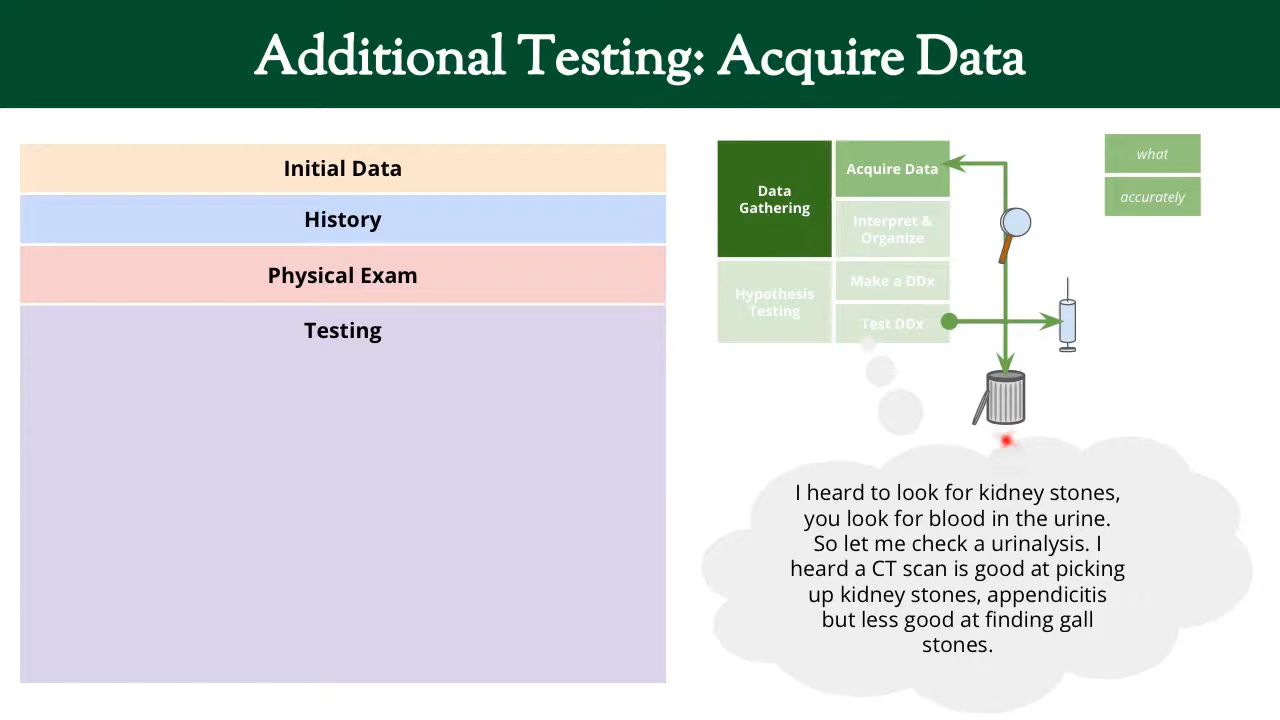 Additional Testing: Acquire Data
Initial Data
History
Physical Exam
Testing
Data
Gathering
Acquire Data
Interpret &
Organize
Hypothesis
Testing
Make a DDx
Test DDx
what
accurately
I heard to look for kidney stones,
you look for blood in the urine.
So let me check a urinalysis. I
heard a CT scan is good at picking
up kidney stones, appendicitis
but less good at finding gall
stones.